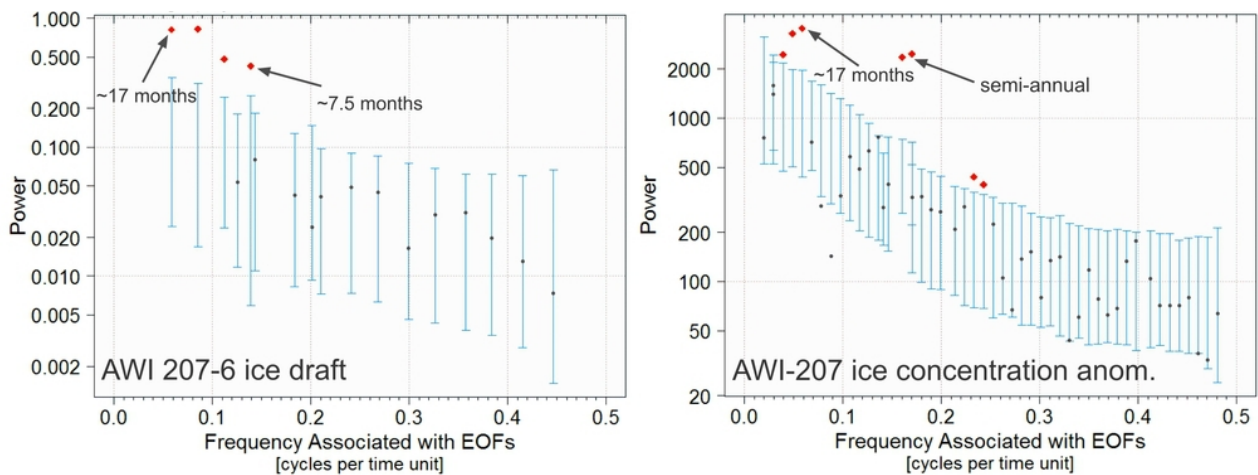 1.000
0.500
0.200
0.100
0.050
0.020
0.010
0.005
0.002
Power
~17 months
~7.5 months
AWI 207-6 ice draft
0.0 0.1 0.2 0.3 0.4 0.5
Frequency Associated with EOFs
[cycles per time unit]
2000
1000
500
200
100
50
20
Power
~17 months
semi-annual
AWI-207 ice concentration anom.
0.0 0.1 0.2 0.3 0.4 0.5
Frequency Associated with EOFs
[cycles per time unit]